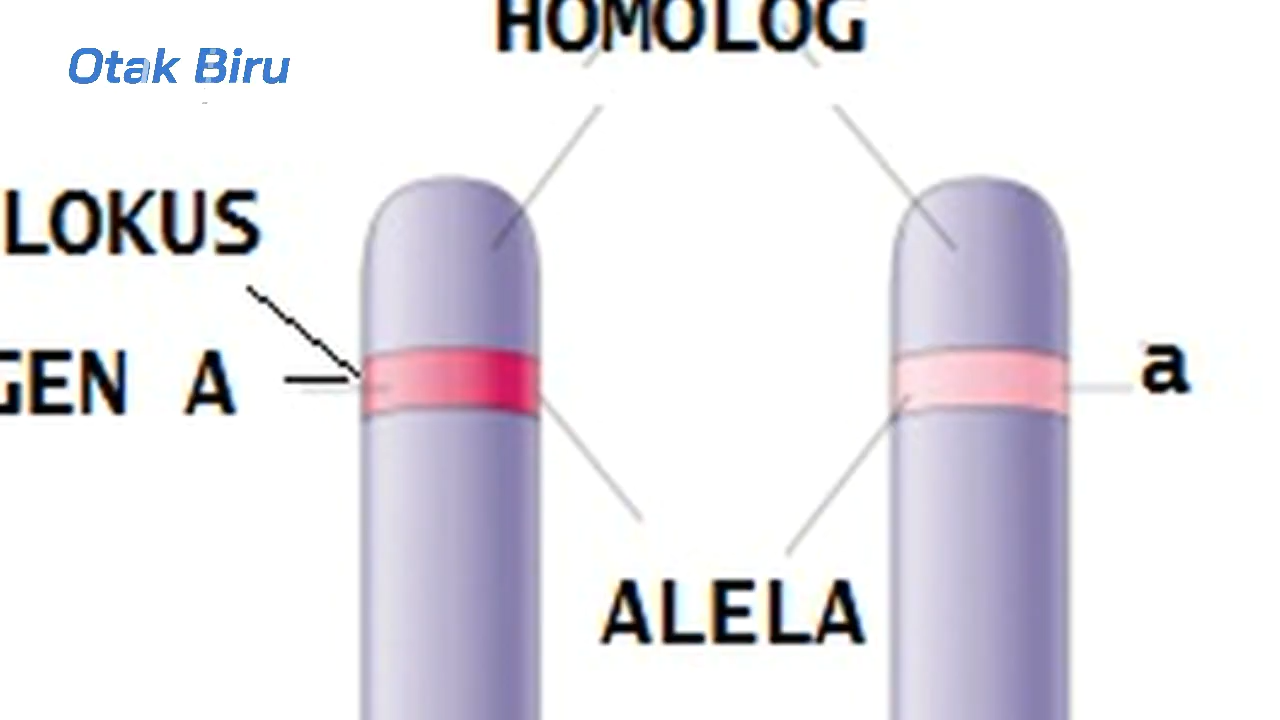 HOMOLOG
Otak Biru
LOKUS
GEN A
a
ALELA